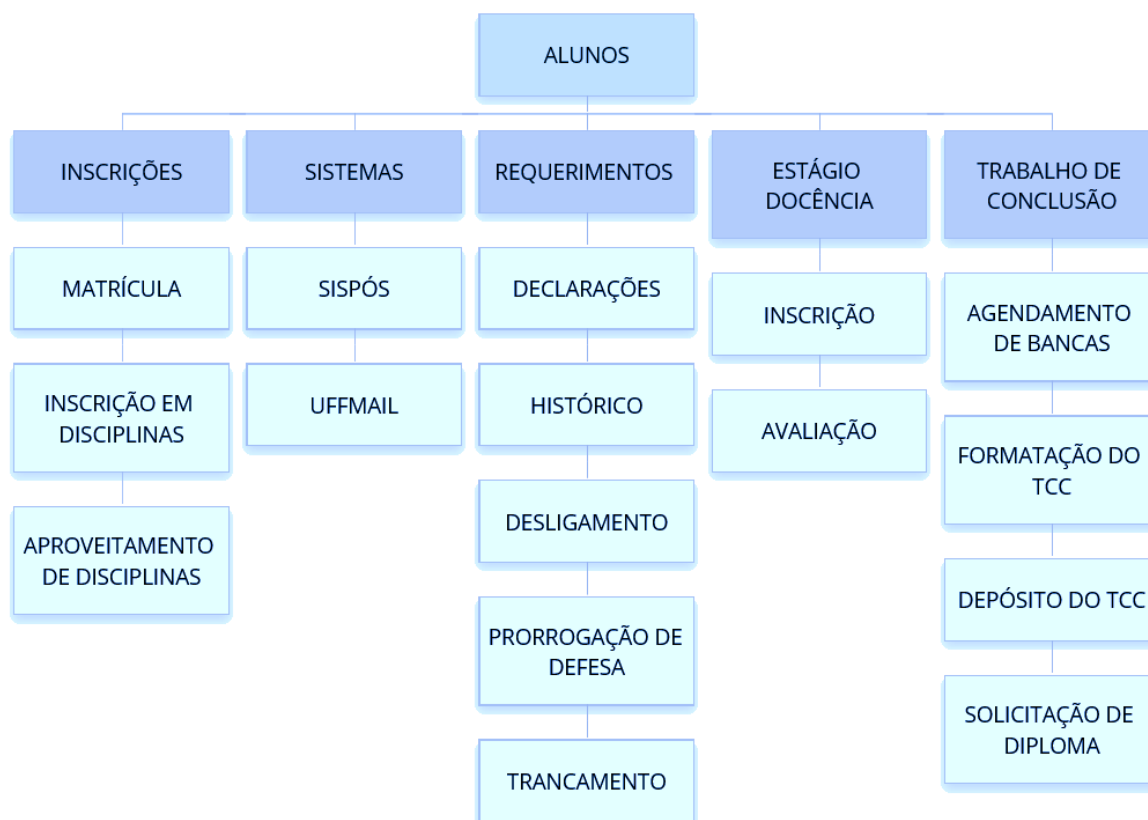 ALUNOS
INSCRIÇÕES
MATRÍCULA
INSCRIÇÃO EM
DISCIPLINAS
APROVEITAMENTO
DE DISCIPLINAS
SISTEMAS
SISPÓS
UFFMAIL
REQUERIMENTOS
DECLARAÇÕES
HISTÓRICO
DESLIGAMENTO
PRORROGAÇÃO DE
DEFESA
TRANCAMENTO
ESTÁGIO
DOCÊNCIA
INSCRIÇÃO
AVALIAÇÃO
TRABALHO DE
CONCLUSÃO
AGENDAMENTO
DE BANCAS
FORMATAÇÃO DO
TCC
DEPÓSITO DO TCC
SOLICITAÇÃO DE
DIPLOMA